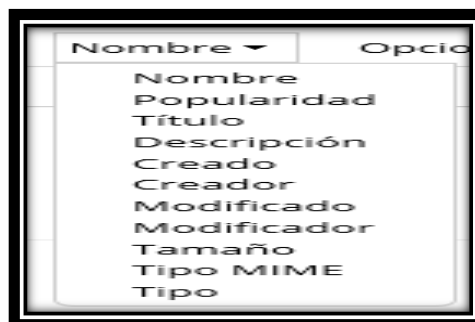 Nombre ▾ Opcio
Nombre
Popularidad
Título
Descripción
Creado
Creador
Modificado
Modificador
Tamaño
Tipo MIME
Tipo